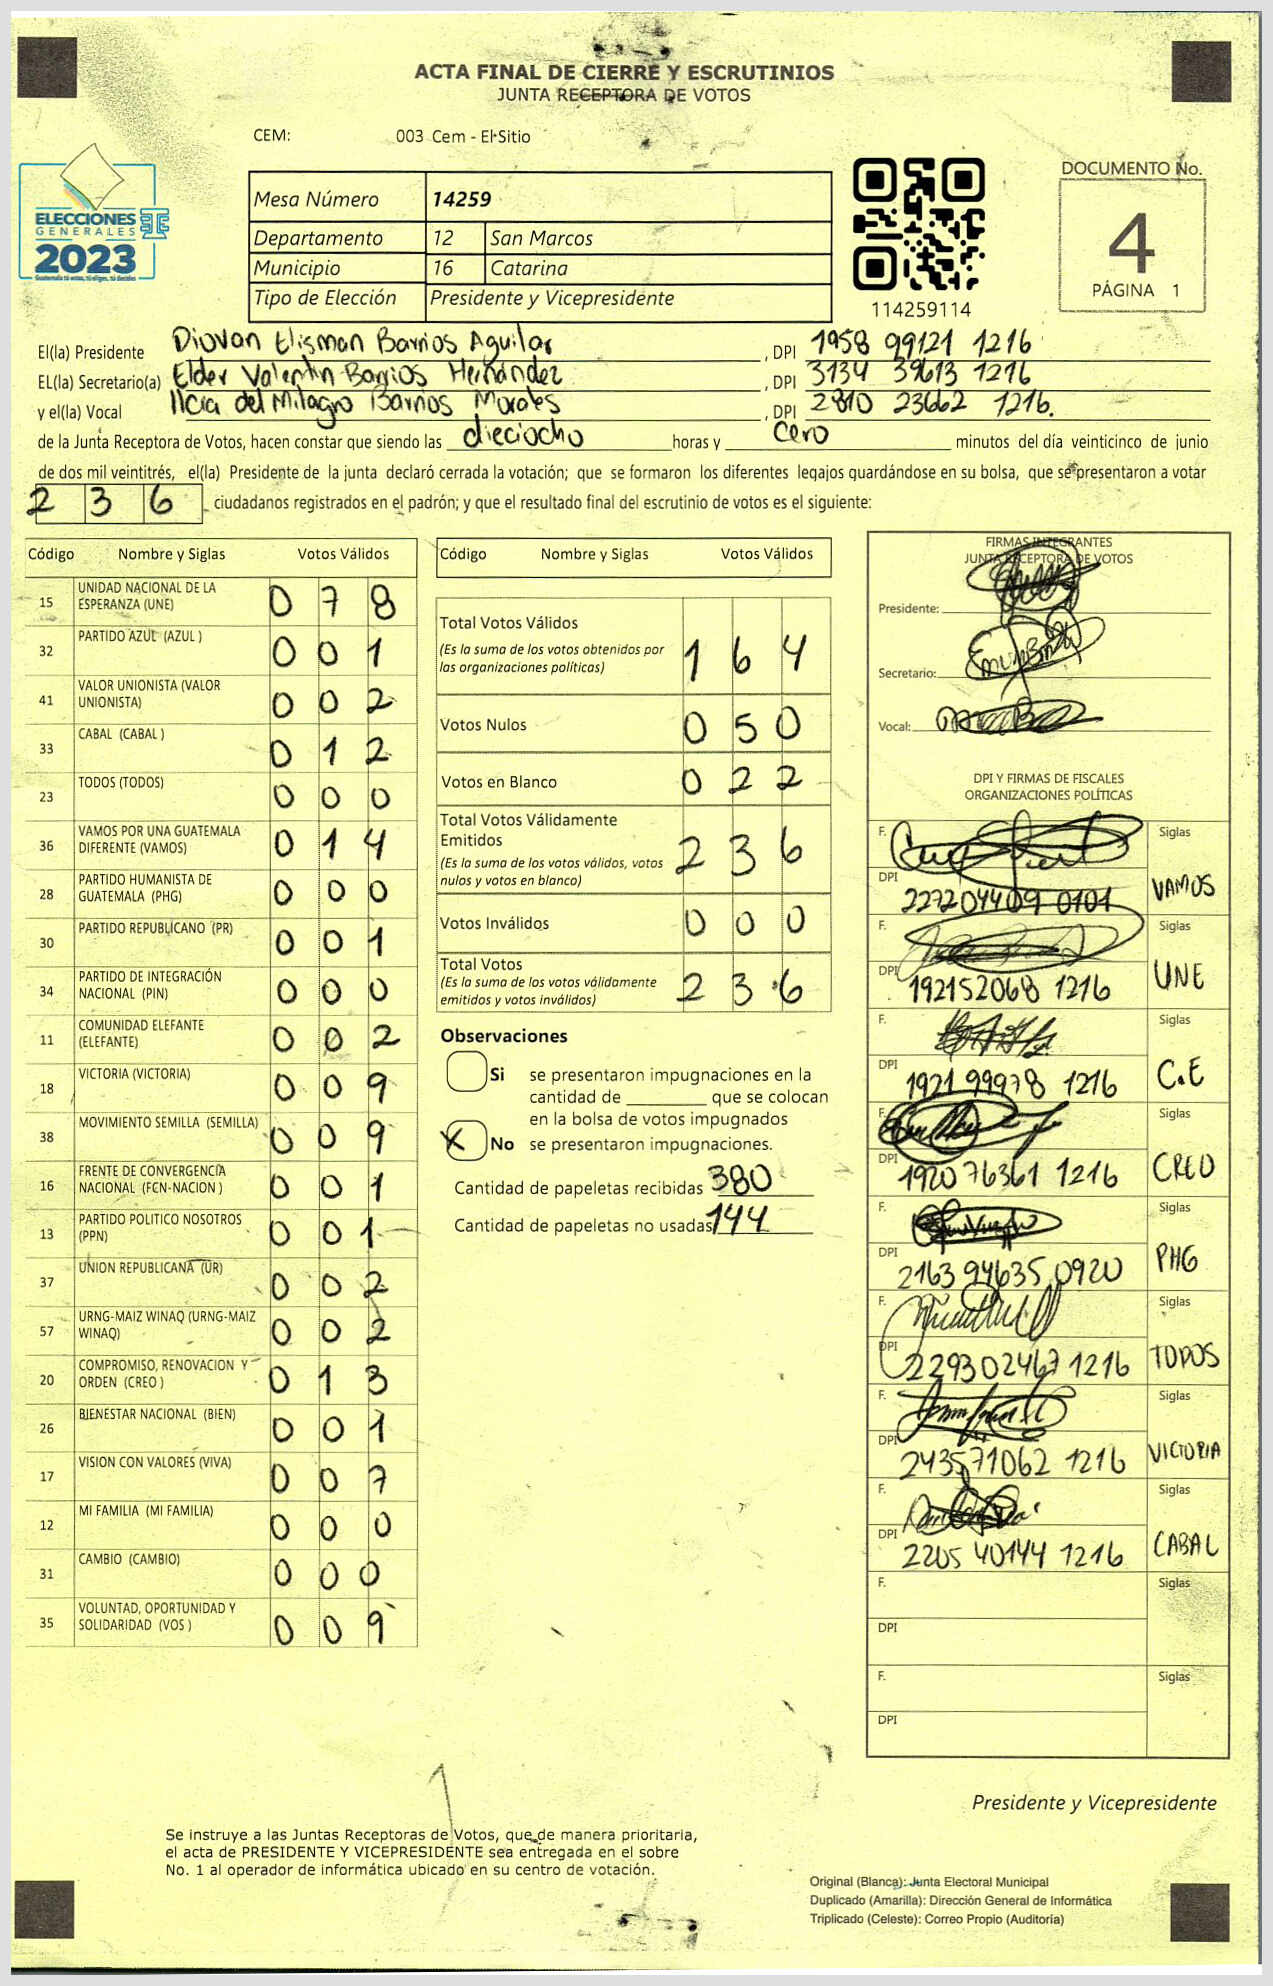 ACTA FINAL DE CIERRE Y ESCRUTINIOS
JUNTA RECEPTORA DE VOTOS
CEM: 003 Cem - El Sitio
ELECCIONES
GENERALES
2023
Mesa Número 14259
Departamento 12 San Marcos
Municipio 16 Catarina
Tipo de Elección Presidente y Vicepresidente
114259114
DOCUMENTO No.
4
PÁGINA 1
El(la) Presidente Diovan Elisman Barrios Aguilar, DPI 1958 99121 1216
EL(la) Secretario(a) Elder Valentin Barrios Hernández, DPI 3134 39613 1216
y el(la) Vocal Ilcia del Milagro Barrios Morales, DPI 2810 23662 1216.
de la Junta Receptora de Votos, hacen constar que siendo las dieciocho horas y cero minutos del día veinticinco de junio
de dos mil veintitrés, el(la) Presidente de la junta declaró cerrada la votación; que se formaron los diferentes legajos guardándose en su bolsa, que se presentaron a votar
236 ciudadanos registrados en el padrón; y que el resultado final del escrutinio de votos es el siguiente:
Código Nombre y Siglas Votos Válidos
15 UNIDAD NACIONAL DE LA ESPERANZA (UNE) 0 7 8
32 PARTIDO AZUL (AZUL ) 0 0 1
41 VALOR UNIONISTA (VALOR UNIONISTA) 0 0 2
33 CABAL (CABAL ) 0 1 2
23 TODOS (TODOS) 0 0 0
36 VAMOS POR UNA GUATEMALA DIFERENTE (VAMOS) 0 1 4
28 PARTIDO HUMANISTA DE GUATEMALA (PHG) 0 0 0
30 PARTIDO REPUBLICANO (PR) 0 0 1
34 PARTIDO DE INTEGRACIÓN NACIONAL (PIN) 0 0 0
11 COMUNIDAD ELEFANTE (ELEFANTE) 0 0 2
18 VICTORIA (VICTORIA) 0 0 9
38 MOVIMIENTO SEMILLA (SEMILLA) 0 0 9
16 FRENTE DE CONVERGENCIA NACIONAL (FCN-NACION ) 0 0 1
13 PARTIDO POLITICO NOSOTROS (PPN) 0 0 1
37 UNION REPUBLICANA (UR) 0 0 2
57 URNG-MAIZ WINAQ (URNG-MAIZ WINAQ) 0 0 2
20 COMPROMISO, RENOVACION Y ORDEN (CREO ) 0 1 3
26 BIENESTAR NACIONAL (BIEN) 0 0 1
17 VISION CON VALORES (VIVA) 0 0 7
12 MI FAMILIA (MI FAMILIA) 0 0 0
31 CAMBIO (CAMBIO) 0 0 0
35 VOLUNTAD, OPORTUNIDAD Y SOLIDARIDAD (VOS ) 0 0 9
Código Nombre y Siglas Votos Válidos
Total Votos Válidos 1 6 4
(Es la suma de los votos obtenidos por
las organizaciones políticas)
Votos Nulos 0 5 0
Votos en Blanco 0 2 2
Total Votos Válidamente
Emitidos 2 3 6
(Es la suma de los votos válidos, votos
nulos y votos en blanco)
Votos Inválidos 0 0 0
Total Votos 2 3 6
(Es la suma de los votos válidamente
emitidos y votos inválidos)
Observaciones
Si se presentaron impugnaciones en la
cantidad de ________ que se colocan
en la bolsa de votos impugnados
X No se presentaron impugnaciones.
Cantidad de papeletas recibidas 380
Cantidad de papeletas no usadas 144
FIRMAS INTEGRANTES
JUNTA RECEPTORA DE VOTOS
Presidente:
Secretario:
Vocal:
DPI Y FIRMAS DE FISCALES
ORGANIZACIONES POLÍTICAS
F. Siglas
DPI 227204409 0101 VAMOS
F. Siglas
DPI 192152068 1216 UNE
F. Siglas
DPI 1921 99978 1216 C.E
F. Siglas
DPI 1920 76361 1216 CREO
F. Siglas
DPI 2163 94635 0920 PHG
F. Siglas
DPI 229302467 1216 TODOS
F. Siglas
DPI 243571062 1216 VICTORIA
F. Siglas
DPI 2205 40144 1216 CABAL
F. Siglas
DPI
F. Siglas
DPI
Presidente y Vicepresidente
Se instruye a las Juntas Receptoras de Votos, que de manera prioritaria,
el acta de PRESIDENTE Y VICEPRESIDENTE sea entregada en el sobre
No. 1 al operador de informática ubicado en su centro de votación.
Original (Blanca): Junta Electoral Municipal
Duplicado (Amarilla): Dirección General de Informática
Triplicado (Celeste): Correo Propio (Auditoría)